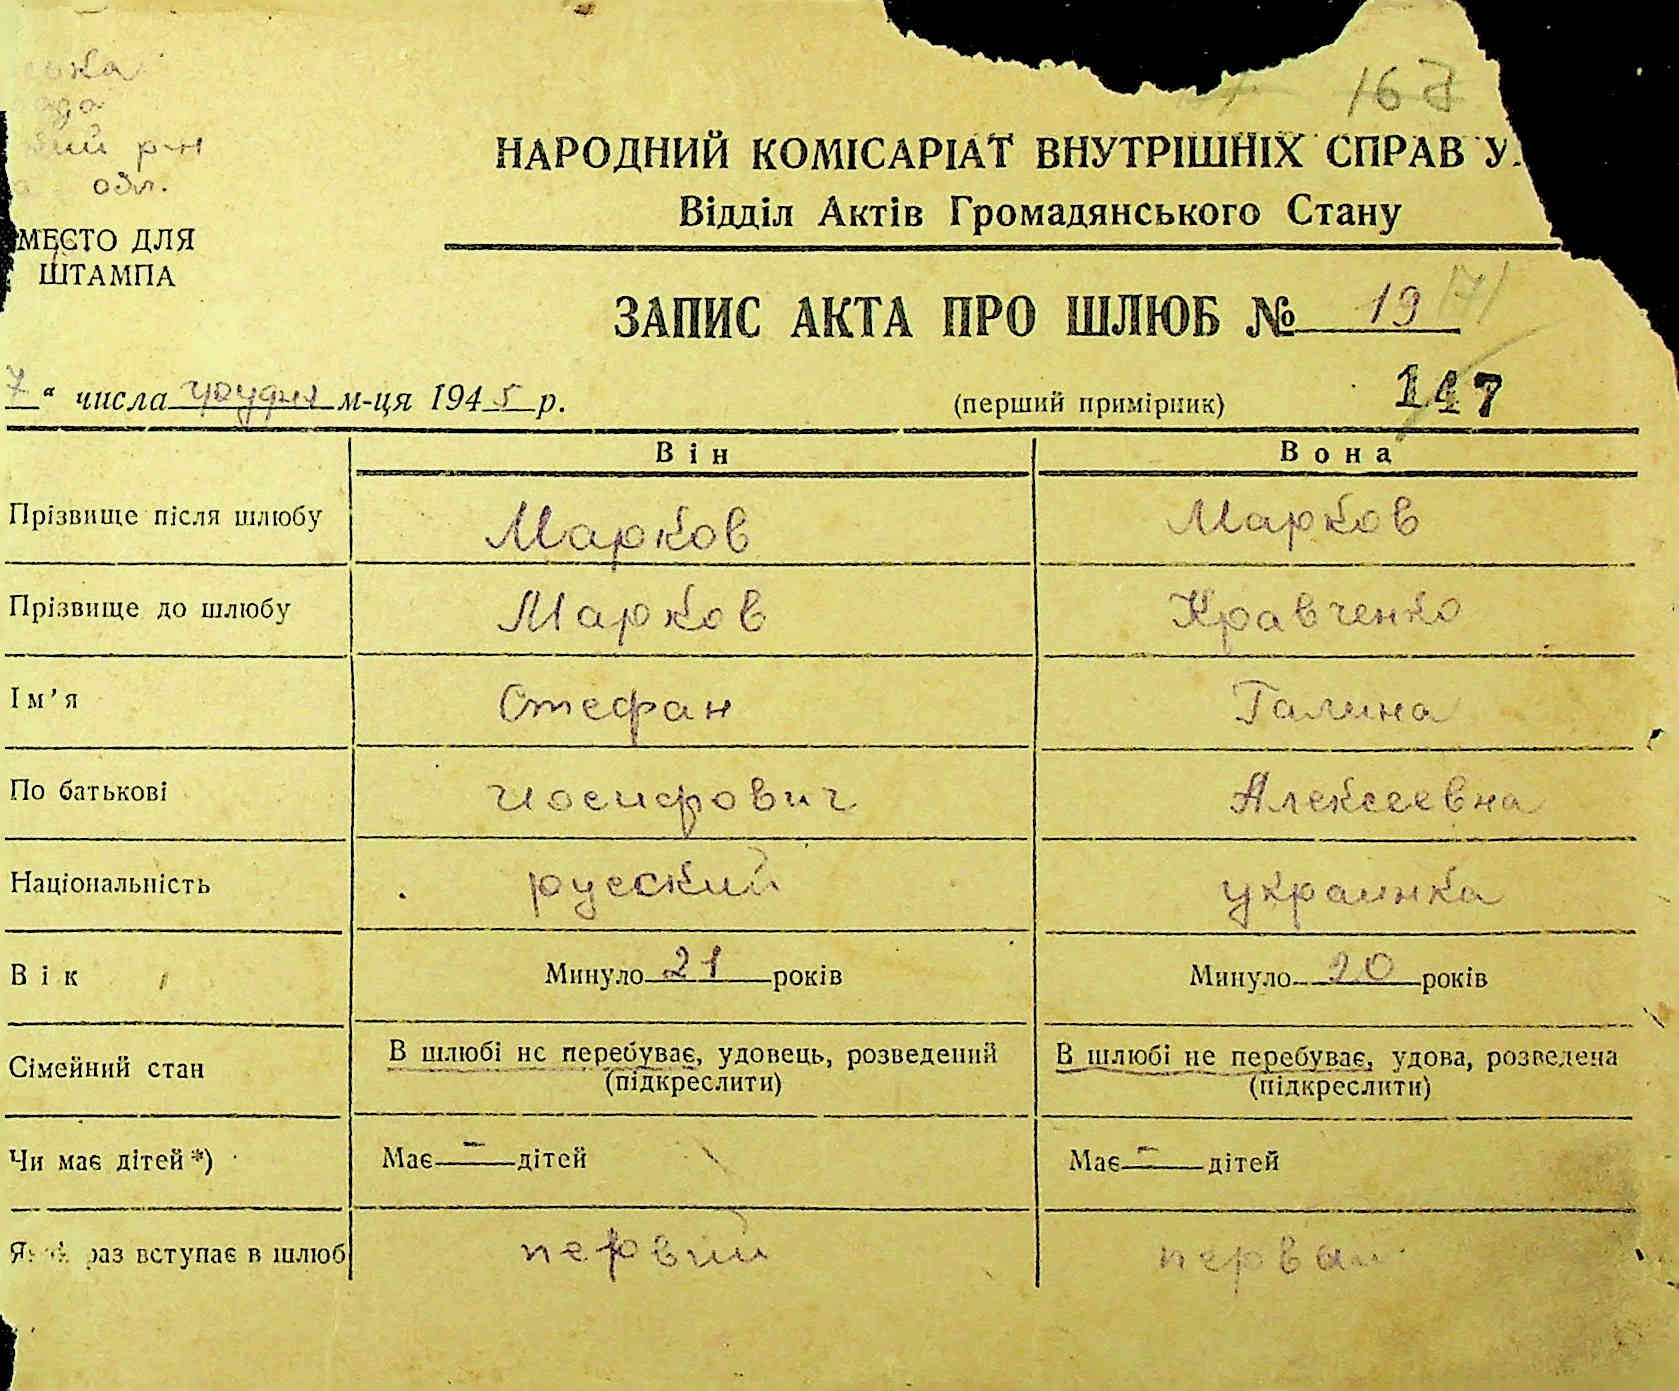 р-н
обл.
167
НАРОДНИЙ КОМІСАРІАТ ВНУТРІШНІХ СПРАВ У
Відділ Актів Громадянського Стану
МЕСТО ДЛЯ
ШТАМПА
ЗАПИС АКТА ПРО ШЛЮБ № 19
7 " числа грудня м-ця 1945 р.
(перший примірник)
147
Він Вона
Прізвище після шлюбу Марков Марков
Прізвище до шлюбу Марков Кравченко
Ім'я Стефан Галина
По батькові иосифович Алексеевна
Національність русский украинка
Вік Минуло 21 років Минуло 20 років
Сімейний стан В шлюбі не перебуває, удовець, розведений В шлюбі не перебуває, удова, розведена
(підкреслити) (підкреслити)
Чи має дітей *) Має — дітей Має — дітей
раз вступає в шлюб первий первый